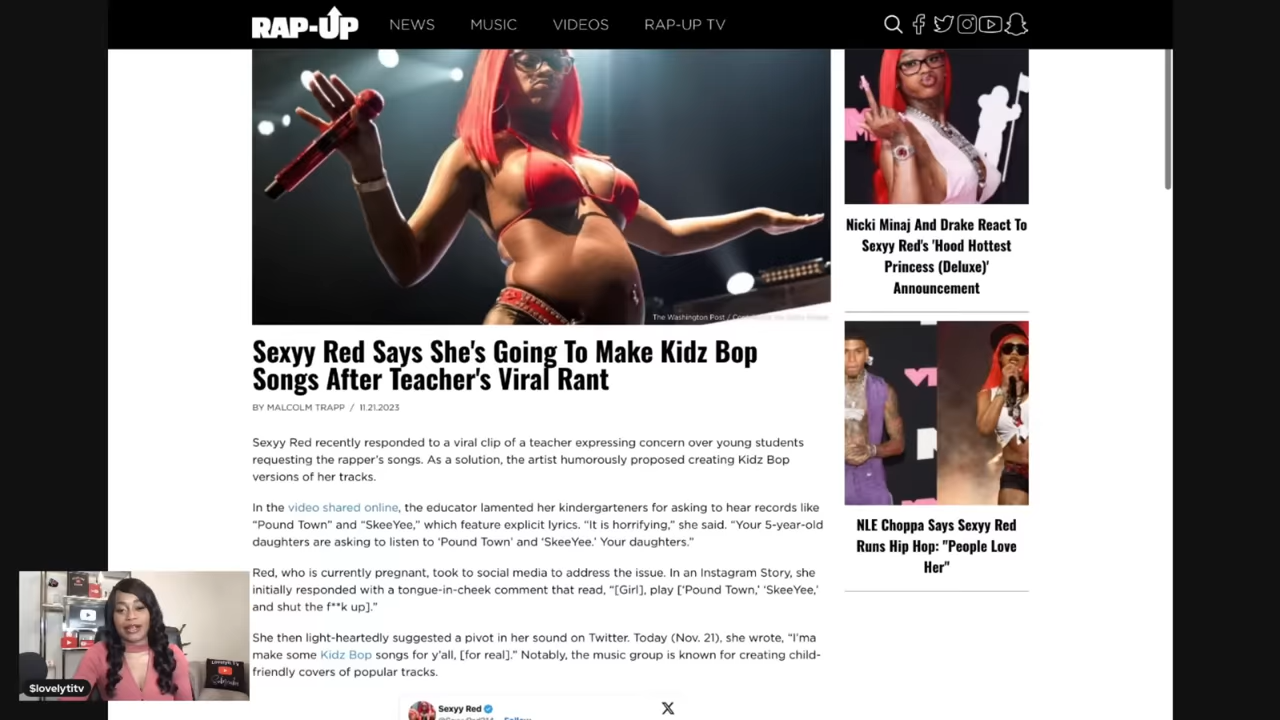 RAP-UP
NEWS
MUSIC
VIDEOS
RAP-UP TV
The Washington Post /
Sexyy Red Says She's Going To Make Kidz Bop
Songs After Teacher's Viral Rant
BY MALCOLM TRAPP / 11.21.2023
Sexyy Red recently responded to a viral clip of a teacher expressing concern over young students
requesting the rapper's songs. As a solution, the artist humorously proposed creating Kidz Bop
versions of her tracks.
In the video shared online, the educator lamented her kindergarteners for asking to hear records like
“Pound Town” and “SkeeYee,” which feature explicit lyrics. “It is horrifying,” she said. “Your 5-year-old
daughters are asking to listen to ‘Pound Town’ and ‘SkeeYee.’ Your daughters.”
Red, who is currently pregnant, took to social media to address the issue. In an Instagram Story, she
initially responded with a tongue-in-cheek comment that read, “[Girl], play [‘Pound Town,’ ‘SkeeYee,’
and shut the f**k up].”
She then light-heartedly suggested a pivot in her sound on Twitter. Today (Nov. 21), she wrote, “I'ma
make some Kidz Bop songs for y'all, [for real].” Notably, the music group is known for creating child-
friendly covers of popular tracks.
Sexyy Red
Nicki Minaj And Drake React To
Sexyy Red's 'Hood Hottest
Princess (Deluxe)'
Announcement
NLE Choppa Says Sexyy Red
Runs Hip Hop: "People Love
Her"
$lovelytitv